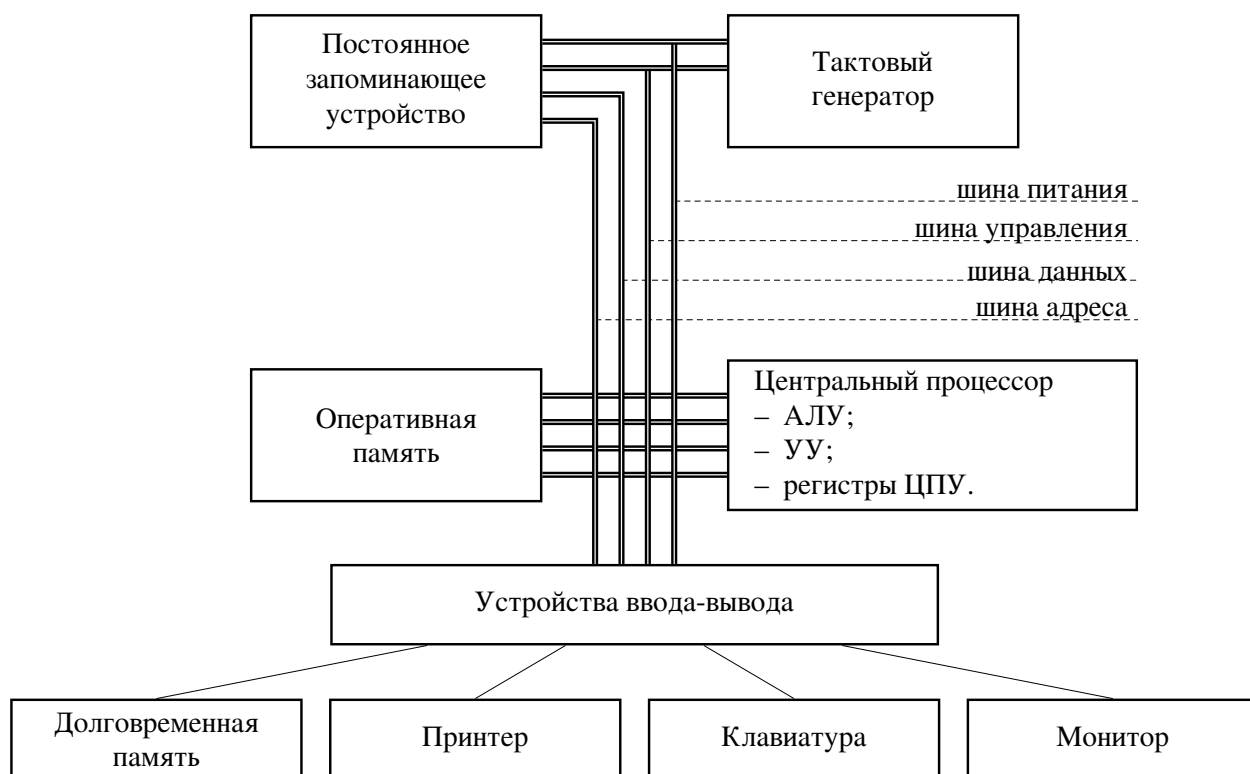 Постоянное
запоминающее
устройство
Тактовый
генератор
шина питания
шина управления
шина данных
шина адреса
Оперативная
память
Центральный процессор
– АЛУ;
– УУ;
– регистры ЦПУ.
Устройства ввода-вывода
Долговременная
память
Принтер
Клавиатура
Монитор